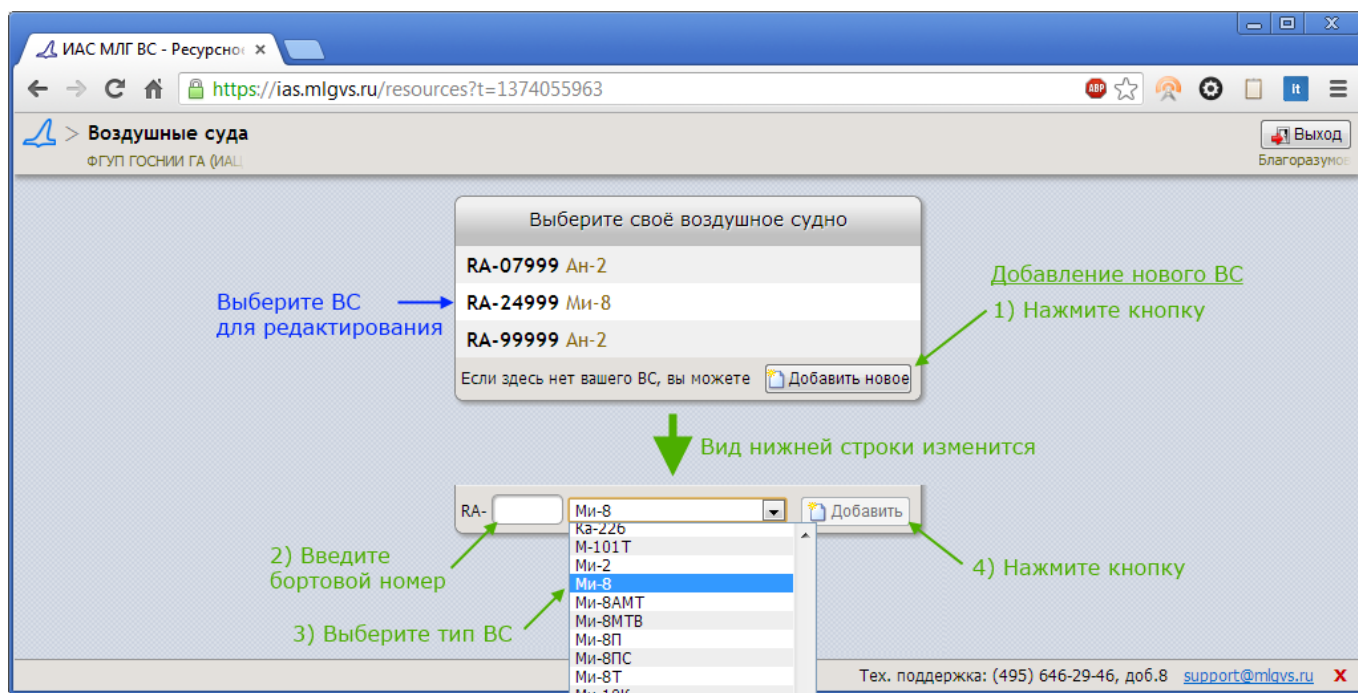 ИАС МЛГ ВС - Ресурсное
https://ias.mlgvs.ru/resources?t=1374055963
ABP
lt
> Воздушные суда
Выход
ФГУП ГОСНИИ ГА (ИАЦ
Благоразумов
Выберите своё воздушное судно
RA-07999 Ан-2
RA-24999 Ми-8
RA-99999 Ан-2
Если здесь нет вашего ВС, вы можете
Добавить новое
Выберите ВС
для редактирования
Добавление нового ВС
1) Нажмите кнопку
Вид нижней строки изменится
RA-
Ми-8
Добавить
Ка-226
М-101Т
Ми-2
Ми-8
Ми-8АМТ
Ми-8МТВ
Ми-8П
Ми-8ПС
Ми-8Т
2) Введите
бортовой номер
3) Выберите тип ВС
4) Нажмите кнопку
Тех. поддержка: (495) 646-29-46, доб.8 support@mlgvs.ru X